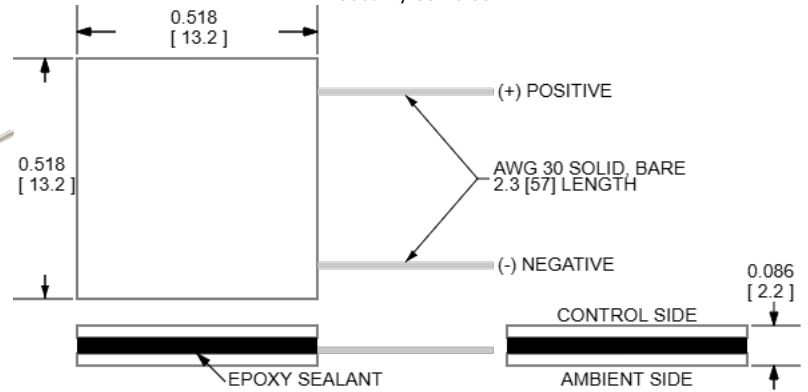 0.518
[ 13.2 ]
(+) POSITIVE
0.518
[ 13.2 ]
AWG 30 SOLID, BARE
2.3 [57] LENGTH
(-) NEGATIVE
0.086
[ 2.2 ]
CONTROL SIDE
EPOXY SEALANT
AMBIENT SIDE